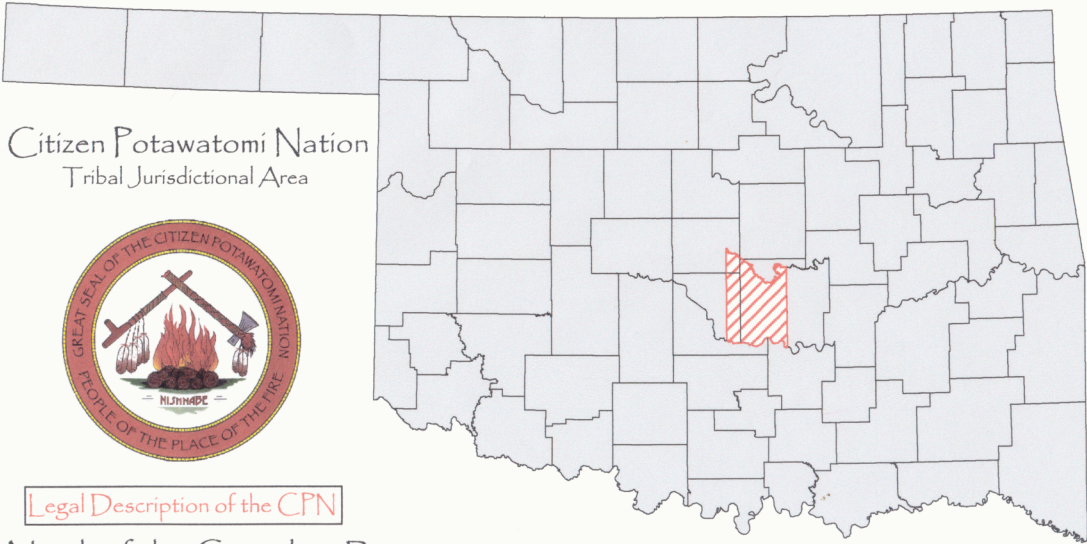 Citizen Potawatomi Nation
Tribal Jurisdictional Area
GREAT SEAL OF THE CITIZEN POTAWATOMI NATION
PEOPLE OF THE PLACE OF THE FIRE
NISHNABE
Legal Description of the CPN